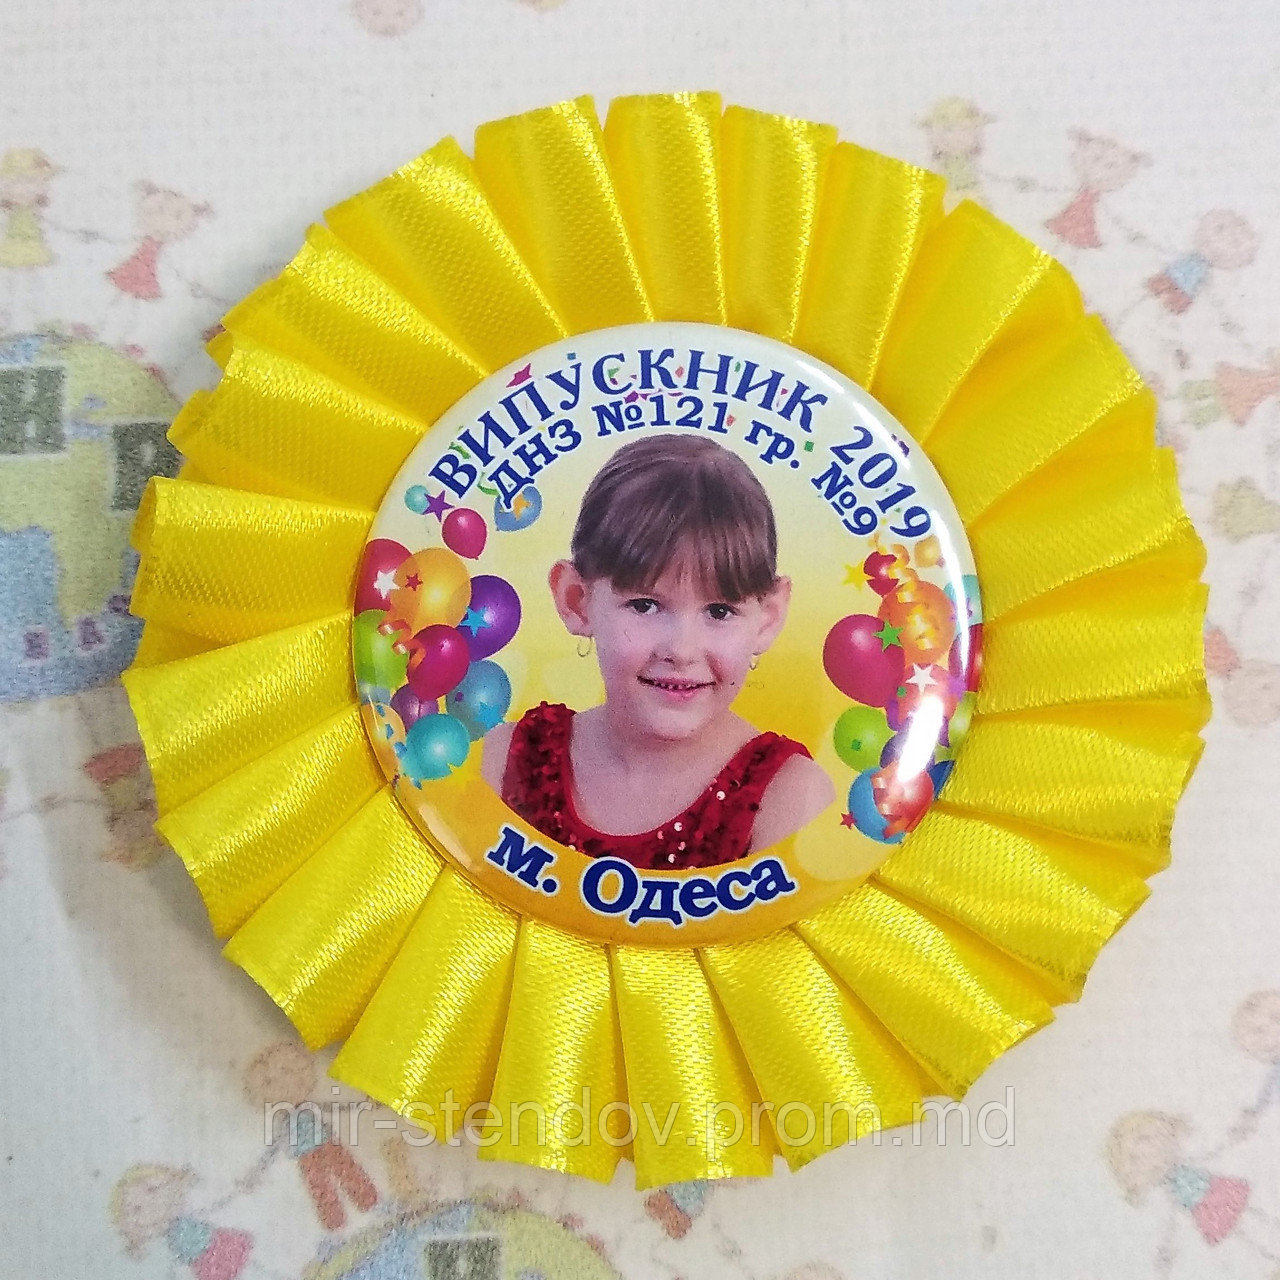 ВИПУСКНИК 2019
ДНЗ №121 гр. №9
м. Одеса
mir-stendov.prom.md